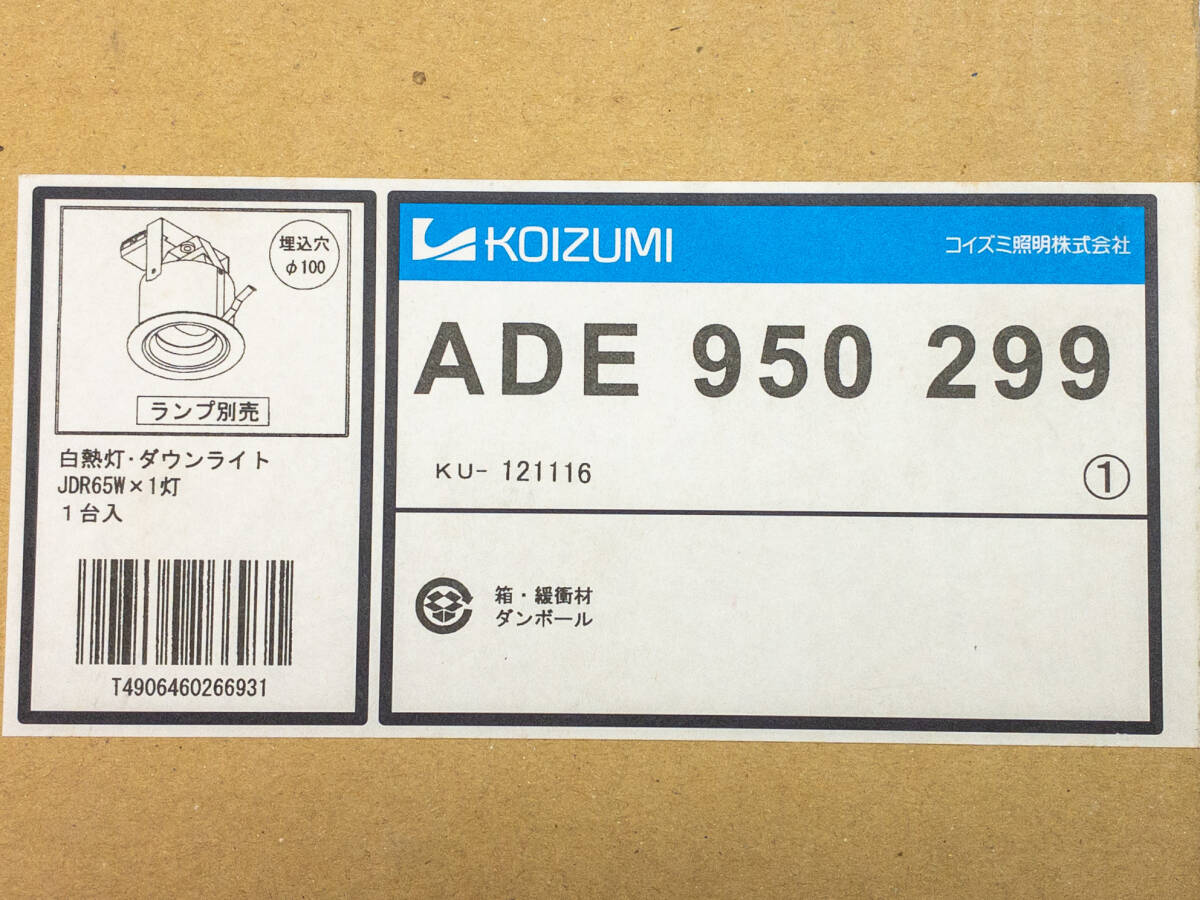 埋込穴
φ100
ランプ別売
白熱灯・ダウンライト
JDR65W×1灯
1台入
T4906460266931
KOIZUMI
コイズミ照明株式会社
ADE 950 299
KU- 121116
①
箱・緩衝材
ダンボール